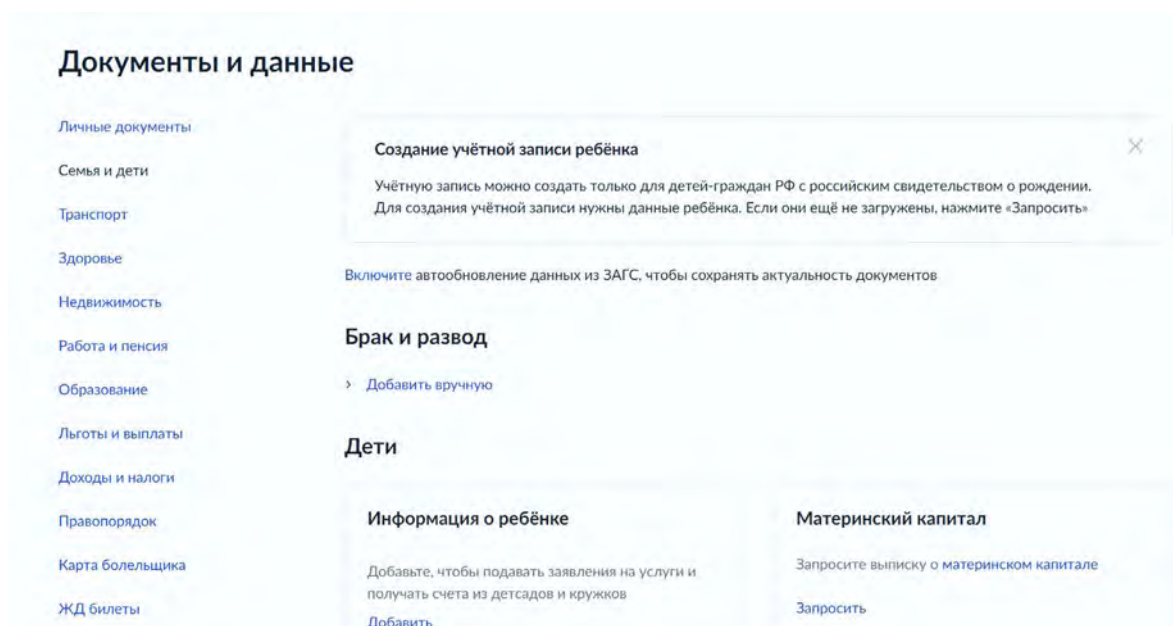 Документы и данные
Личные документы
Семья и дети
Транспорт
Здоровье
Недвижимость
Работа и пенсия
Образование
Льготы и выплаты
Доходы и налоги
Правопорядок
Карта болельщика
ЖД билеты
Создание учётной записи ребёнка
Учётную запись можно создать только для детей-граждан РФ с российским свидетельством о рождении.
Для создания учётной записи нужны данные ребёнка. Если они ещё не загружены, нажмите «Запросить»
Включите автообновление данных из ЗАГС, чтобы сохранять актуальность документов
Брак и развод
Добавить вручную
Дети
Информация о ребёнке
Добавьте, чтобы подавать заявления на услуги и
получать счета из детсадов и кружков
Добавить
Материнский капитал
Запросите выписку о материнском капитале
Запросить